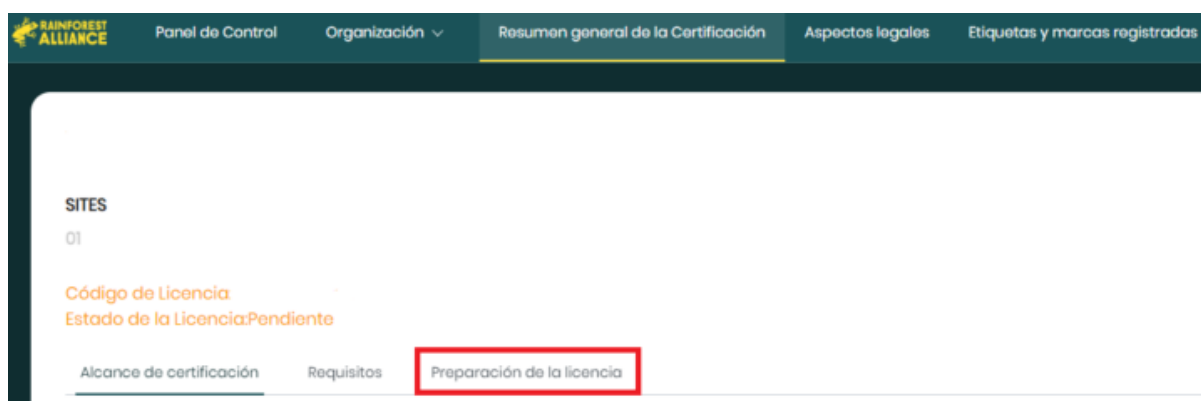 RAINFOREST
ALLIANCE
Panel de Control
Organización
Resumen general de la Certificación
Aspectos legales
Etiquetas y marcas registradas
SITES
01
Código de Licencia:
Estado de la Licencia:Pendiente
Alcance de certificación
Requisitos
Preparación de la licencia